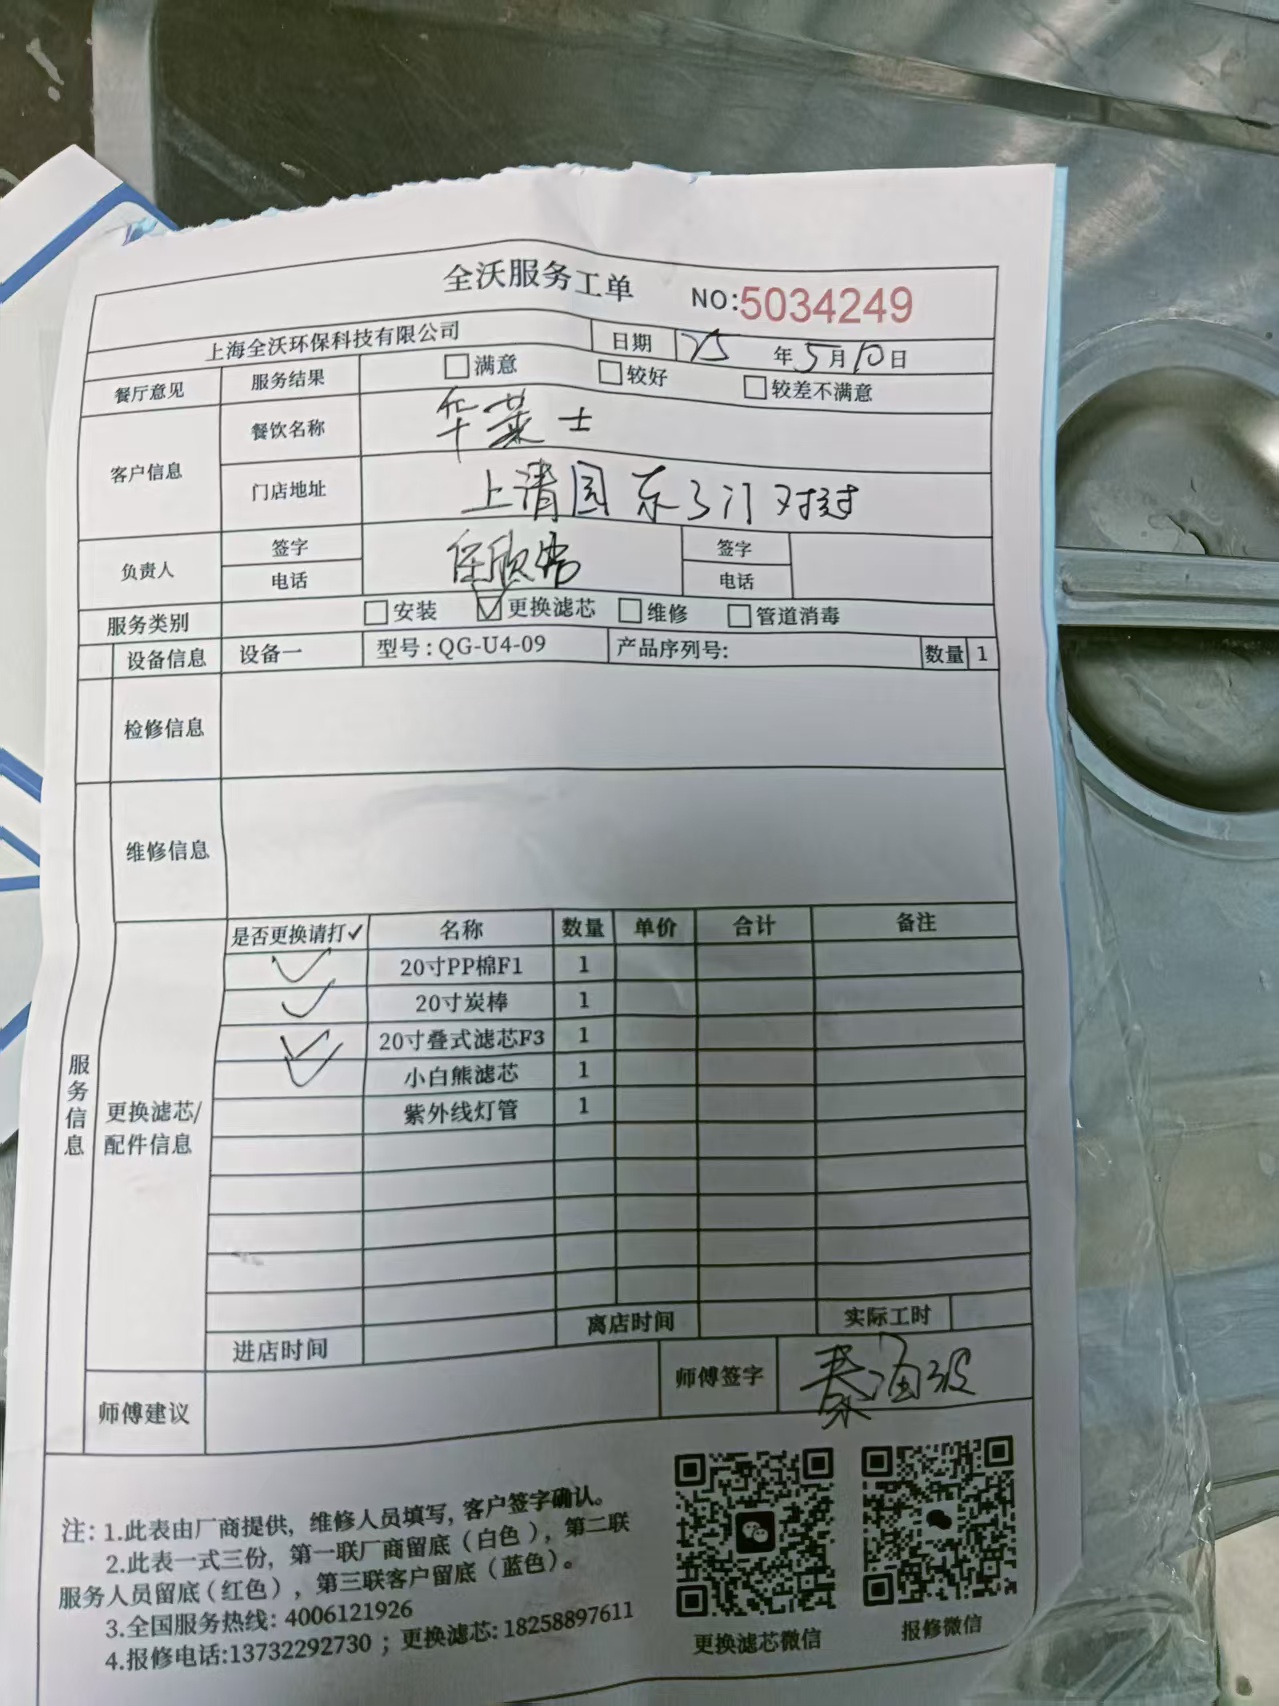 全沃服务工单 NO:5034249
上海全沃环保科技有限公司 日期 25年5月10日
餐厅意见 服务结果 满意 较好 较差不满意
客户信息 餐饮名称 华莱士
门店地址 上清园东门对过
负责人 签字 签字
电话 电话
服务类别 安装 更换滤芯 维修 管道消毒
设备信息 设备一 型号:QG-U4-09 产品序列号: 数量 1
检修信息
维修信息
服务信息
更换滤芯/配件信息
是否更换请打✓ 名称 数量 单价 合计 备注
✓ 20寸PP棉F1 1
✓ 20寸炭棒 1
✓ 20寸叠式滤芯F3 1
✓ 小白熊滤芯 1
紫外线灯管 1
进店时间 离店时间 实际工时
师傅建议 师傅签字 秦海波
注: 1.此表由厂商提供, 维修人员填写, 客户签字确认。
2.此表一式三份, 第一联厂商留底(白色), 第二联
服务人员留底(红色), 第三联客户留底(蓝色)。
3.全国服务热线: 4006121926
4.报修电话:13732292730 ; 更换滤芯: 18258897611
更换滤芯微信 报修微信